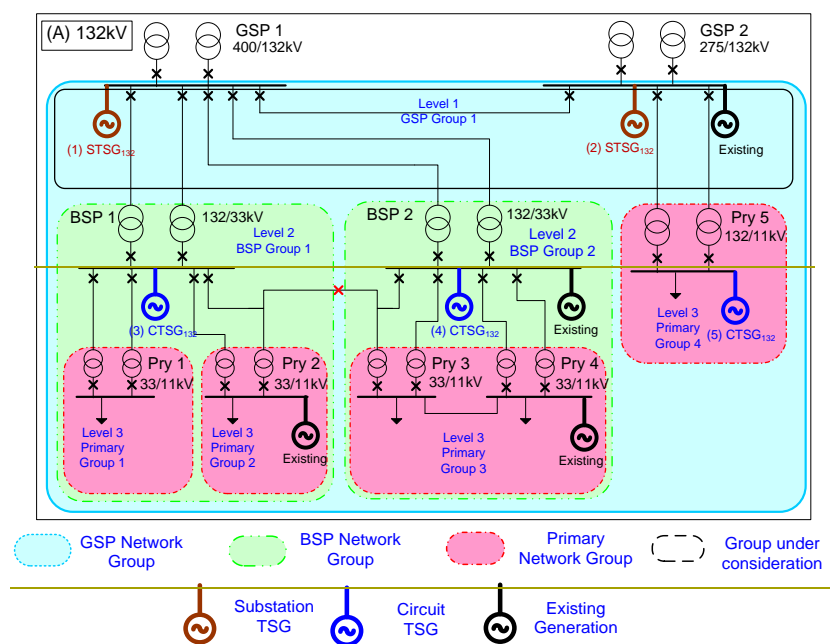 (A) 132kV
GSP 1
400/132kV
GSP 2
275/132kV
Level 1
GSP Group 1
(1) STSG132
(2) STSG132
Existing
BSP 1
132/33kV
Level 2
BSP Group 1
BSP 2
132/33kV
Level 2
BSP Group 2
Pry 5
132/11kV
(3) CTSG132
(4) CTSG132
Existing
Level 3
Primary
Group 4
(5) CTSG132
Pry 1
33/11kV
Pry 2
33/11kV
Pry 3
33/11kV
Pry 4
33/11kV
Level 3
Primary
Group 1
Level 3
Primary
Group 2
Existing
Level 3
Primary
Group 3
Existing
GSP Network
Group
BSP Network
Group
Primary
Network Group
Group under
consideration
Substation
TSG
Circuit
TSG
Existing
Generation